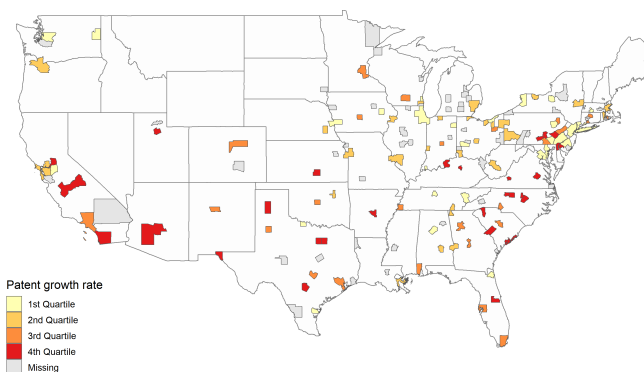 Patent growth rate
1st Quartile
2nd Quartile
3rd Quartile
4th Quartile
Missing